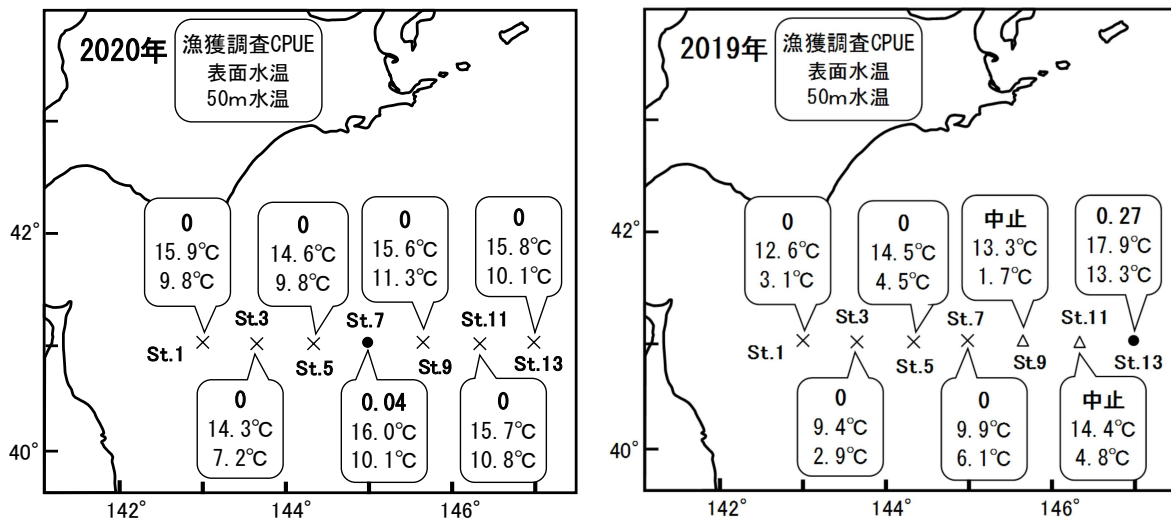 2020年
漁獲調査CPUE
表面水温
50m水温
42°
40°
0
15.9℃
9.8℃
St.1
St.3
0
14.3℃
7.2℃
0
14.6℃
9.8℃
St.5
St.7
0.04
16.0℃
10.1℃
0
15.6℃
11.3℃
St.9
St.11
0
15.7℃
10.8℃
0
15.8℃
10.1℃
St.13
142°
144°
146°
2019年
漁獲調査CPUE
表面水温
50m水温
42°
40°
0
12.6℃
3.1℃
St.1
St.3
0
9.4℃
2.9℃
0
14.5℃
4.5℃
St.5
St.7
0
9.9℃
6.1℃
中止
13.3℃
1.7℃
St.9
St.11
中止
14.4℃
4.8℃
0.27
17.9℃
13.3℃
St.13
142°
144°
146°